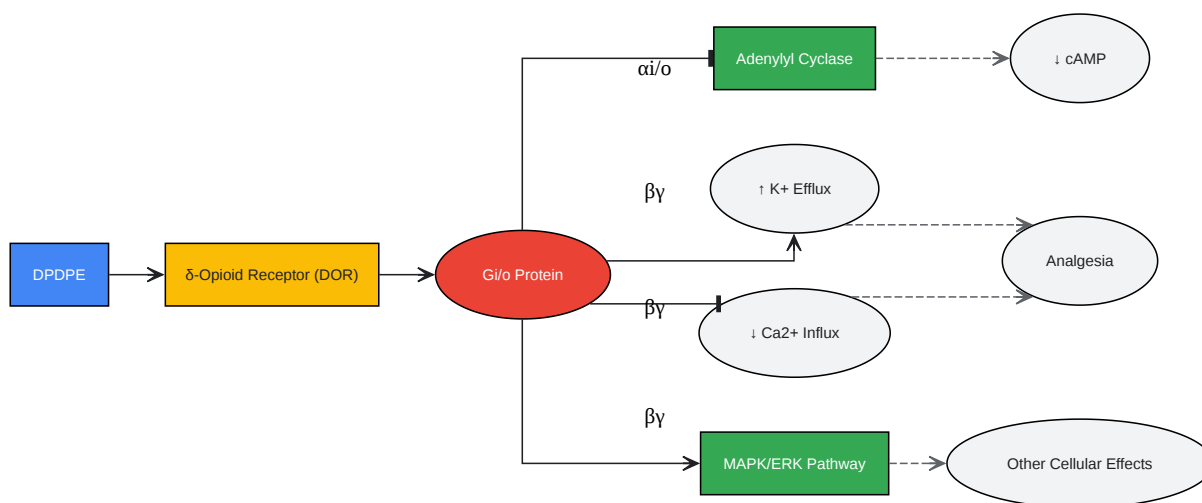 αi/o
Adenylyl Cyclase
↓ cAMP
βγ
↑ K+ Efflux
DPDPE
δ-Opioid Receptor (DOR)
Gi/o Protein
Analgesia
βγ
↓ Ca2+ Influx
βγ
MAPK/ERK Pathway
Other Cellular Effects